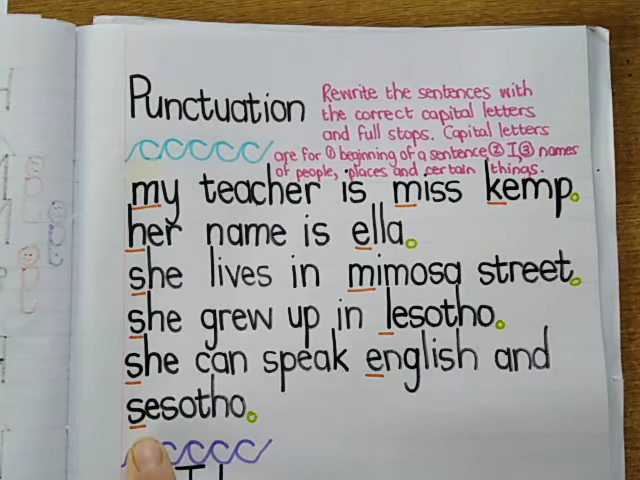 Punctuation
Rewrite the sentences with
the correct capital letters
and full stops. Capital letters
are for ① beginning of a sentence ② I ③ names
of people, places and certain things.
my teacher is miss kemp.
her name is ella.
she lives in mimosa street.
she grew up in lesotho.
she can speak english and
sesotho.